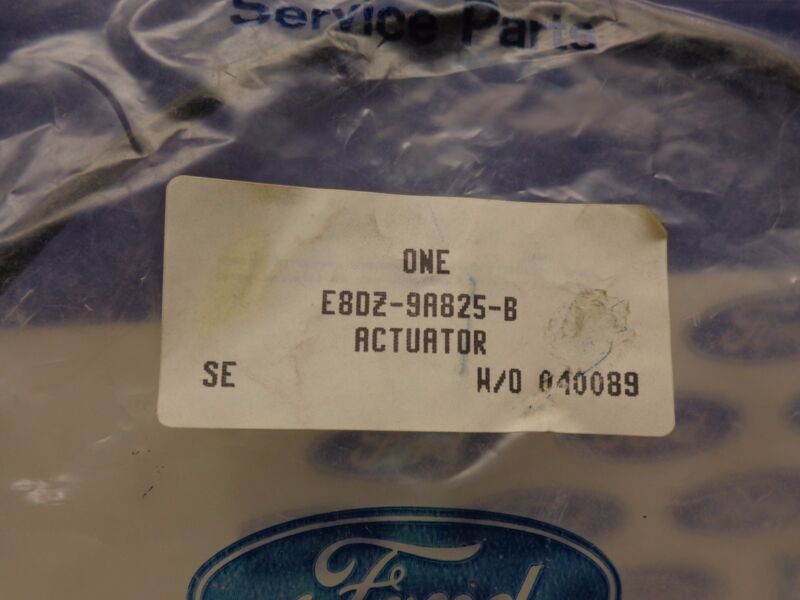 Service Parts
ONE
E8DZ-9A825-B
ACTUATOR
SE W/O 040089
Ford